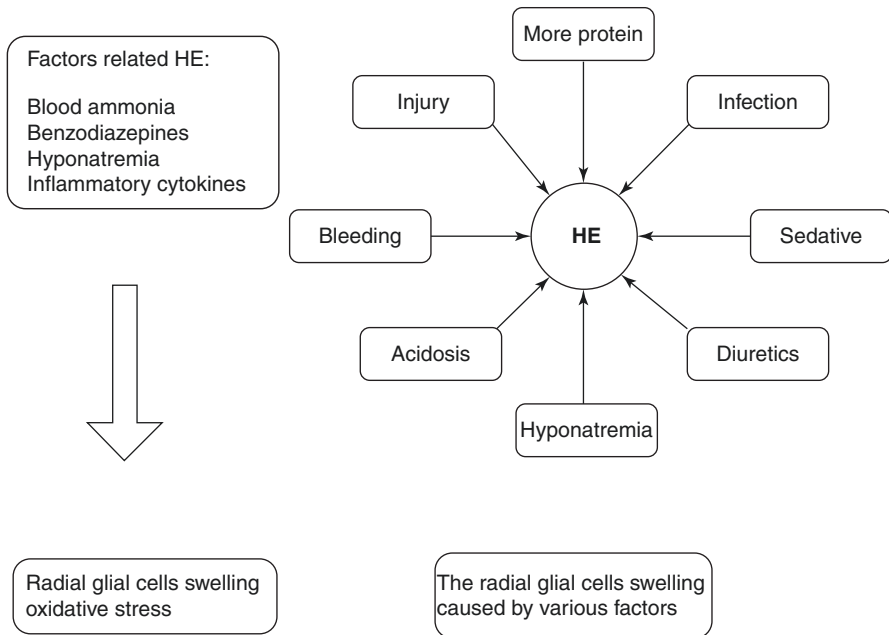 Factors related HE:
Blood ammonia
Benzodiazepines
Hyponatremia
Inflammatory cytokines
More protein
Injury
Infection
Bleeding
HE
Sedative
Acidosis
Diuretics
Hyponatremia
Radial glial cells swelling
oxidative stress
The radial glial cells swelling
caused by various factors